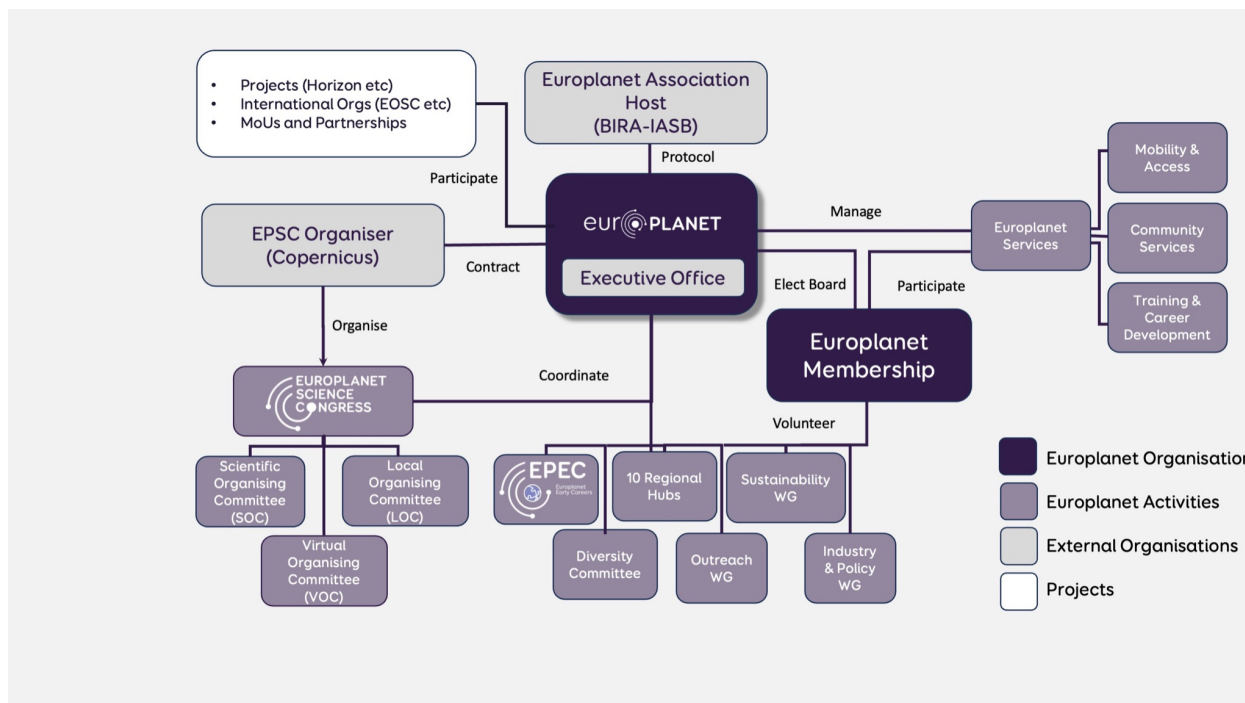 • Projects (Horizon etc)
• International Orgs (EOSC etc)
• MoUs and Partnerships
Europlanet Association
Host
(BIRA-IASB)
Protocol
Participate
EPSC Organiser
(Copernicus)
Contract
EUROPLANET
Executive Office
Manage
Elect Board
Participate
Europlanet
Services
Mobility &
Access
Community
Services
Training &
Career
Development
Organise
Europlanet
Membership
Coordinate
Volunteer
EUROPLANET
SCIENCE
CONGRESS
Scientific
Organising
Committee
(SOC)
Local
Organising
Committee
(LOC)
Virtual
Organising
Committee
(VOC)
EPEC
Europlanet
Early Careers
10 Regional
Hubs
Sustainability
WG
Diversity
Committee
Outreach
WG
Industry
& Policy
WG
Europlanet Organisation
Europlanet Activities
External Organisations
Projects